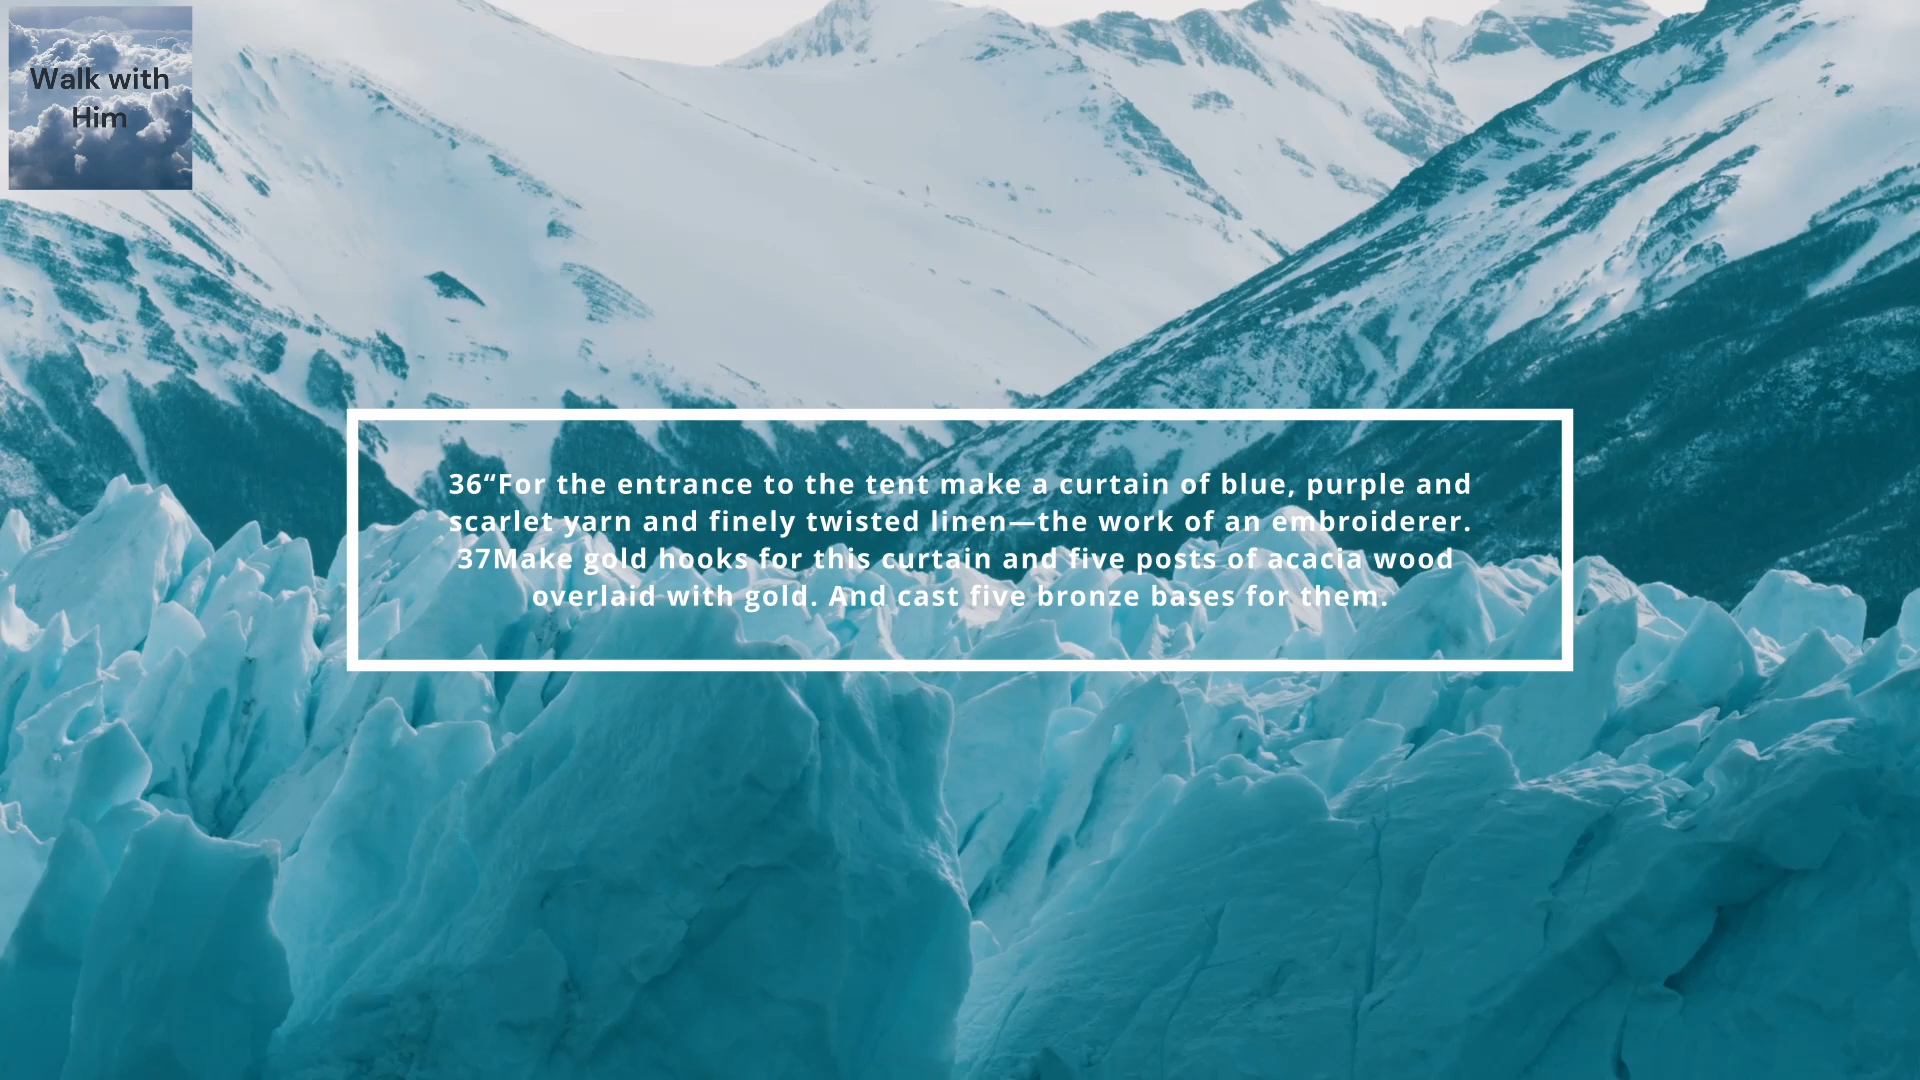 Walk with
Him
36“For the entrance to the tent make a curtain of blue, purple and
scarlet yarn and finely twisted linen—the work of an embroiderer.
37Make gold hooks for this curtain and five posts of acacia wood
overlaid with gold. And cast five bronze bases for them.